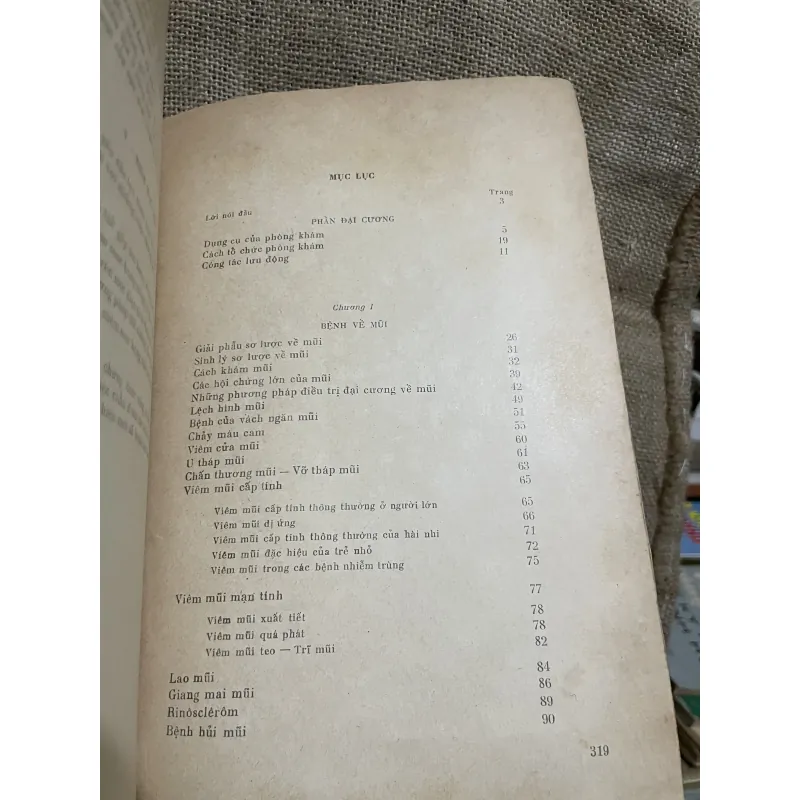 MỤC LỤC
Trang
Lời nói đầu 3
PHẦN ĐẠI CƯƠNG
Dụng cụ của phòng khám 5
Cách tổ chức phòng khám 19
Công tác lưu động 11
Chương I
BỆNH VỀ MŨI
Giải phẫu sơ lược về mũi 26
Sinh lý sơ lược về mũi 31
Cách khám mũi 32
Các hội chứng lớn của mũi 39
Những phương pháp điều trị đại cương về mũi 42
Lệch hình mũi 49
Bệnh của vách ngăn mũi 51
Chảy máu cam 55
Viêm cửa mũi 60
U tháp mũi 61
Chấn thương mũi — Vỡ tháp mũi 63
Viêm mũi cấp tính 65
Viêm mũi cấp tính thông thường ở người lớn 65
Viêm mũi dị ứng 66
Viêm mũi cấp tính thông thường của hài nhi 71
Viêm mũi đặc hiệu của trẻ nhỏ 72
Viêm mũi trong các bệnh nhiễm trùng 75
Viêm mũi mạn tính 77
Viêm mũi xuất tiết 78
Viêm mũi quá phát 78
Viêm mũi teo — Trĩ mũi 82
Lao mũi 84
Giang mai mũi 86
Rinôsclérôm 89
Bệnh hủi mũi 90
319